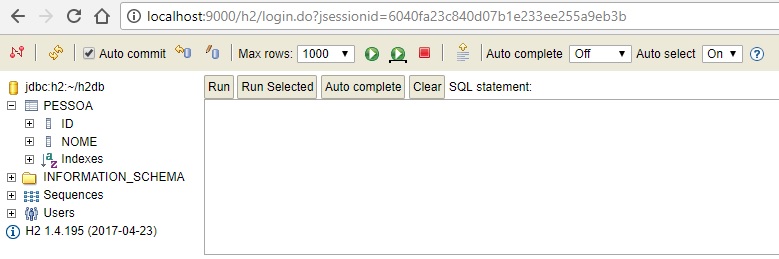 localhost:9000/h2/login.do?jsessionid=6040fa23c840d07b1e233ee255a9eb3b
Auto commit Max rows: 1000 Auto complete Off Auto select On ?
jdbc:h2:~/h2db Run Run Selected Auto complete Clear SQL statement:
PESSOA
ID
NOME
Indexes
INFORMATION_SCHEMA
Sequences
Users
H2 1.4.195 (2017-04-23)